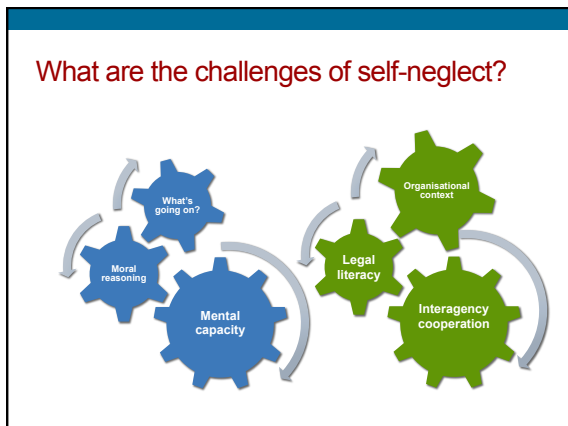 What are the challenges of self-neglect?
What's
going on?
Moral
reasoning
Mental
capacity
Organisational
context
Legal
literacy
Interagency
cooperation